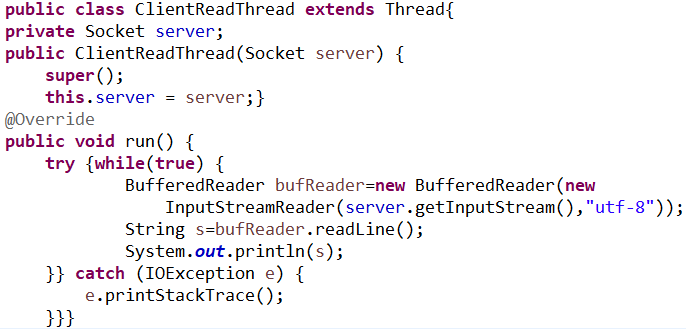 public class ClientReadThread extends Thread{
private Socket server;
public ClientReadThread(Socket server) {
super();
this.server = server;}
@Override
public void run() {
try {while(true) {
BufferedReader bufReader=new BufferedReader(new
InputStreamReader(server.getInputStream(),"utf-8"));
String s=bufReader.readLine();
System.out.println(s);
}} catch (IOException e) {
e.printStackTrace();
}}}